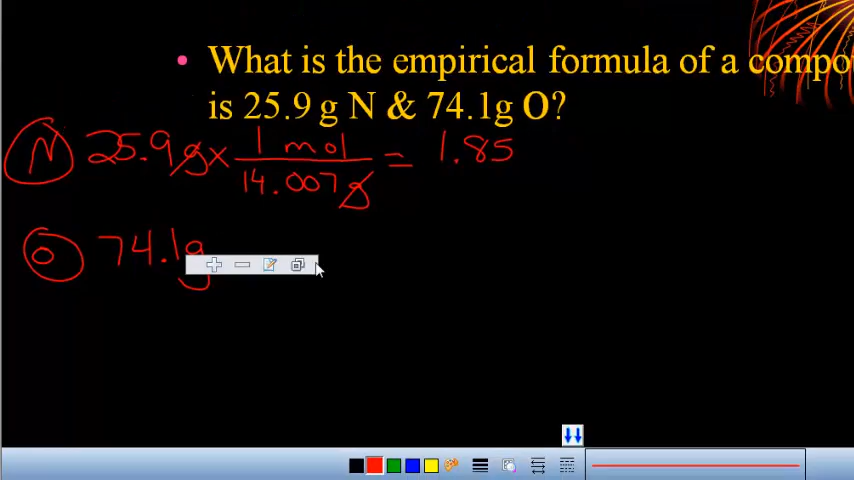 • What is the empirical formula of a compo
is 25.9 g N & 74.1g O?
N 25.9g x 1 mol / 14.007g = 1.85
O 74.1g